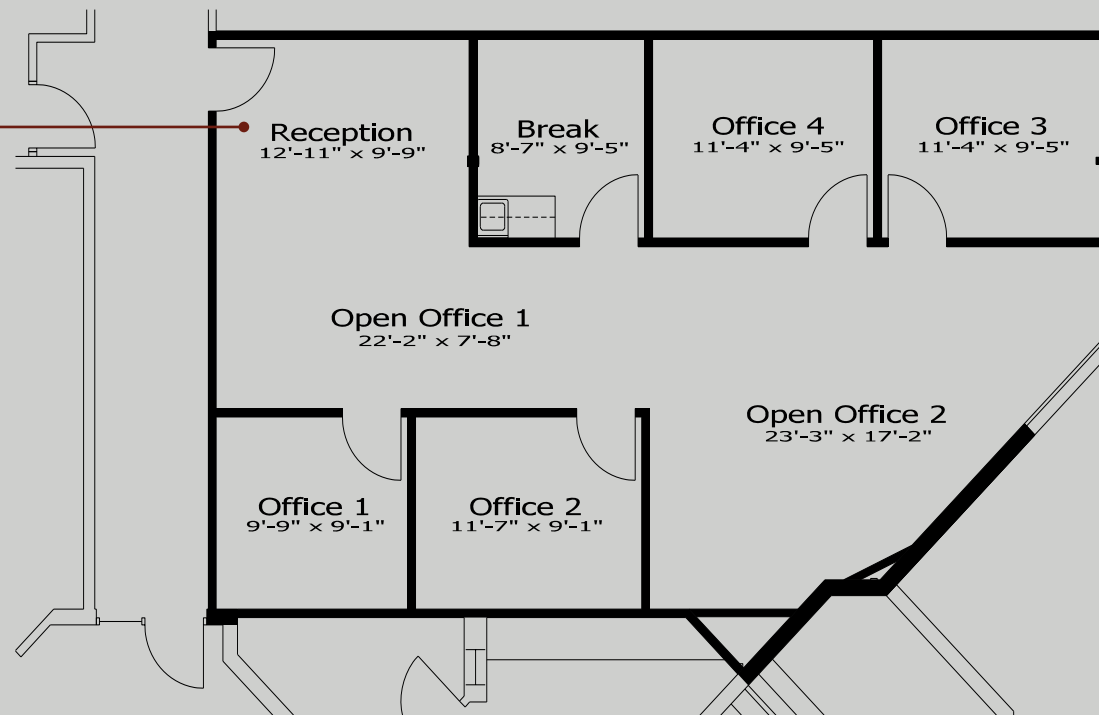 Reception
12'-11" x 9'-9"
Break
8'-7" x 9'-5"
Office 4
11'-4" x 9'-5"
Office 3
11'-4" x 9'-5"
Open Office 1
22'-2" x 7'-8"
Open Office 2
23'-3" x 17'-2"
Office 1
9'-9" x 9'-1"
Office 2
11'-7" x 9'-1"